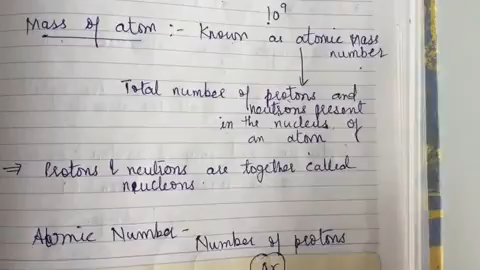 10⁹
Mass of atom :- Known as atomic mass
number
Total number of protons and
neutrons present
in the nucleus of
an atom
⇒ Protons & neutrons are together called
neucleons.
Atomic Number - Number of protons